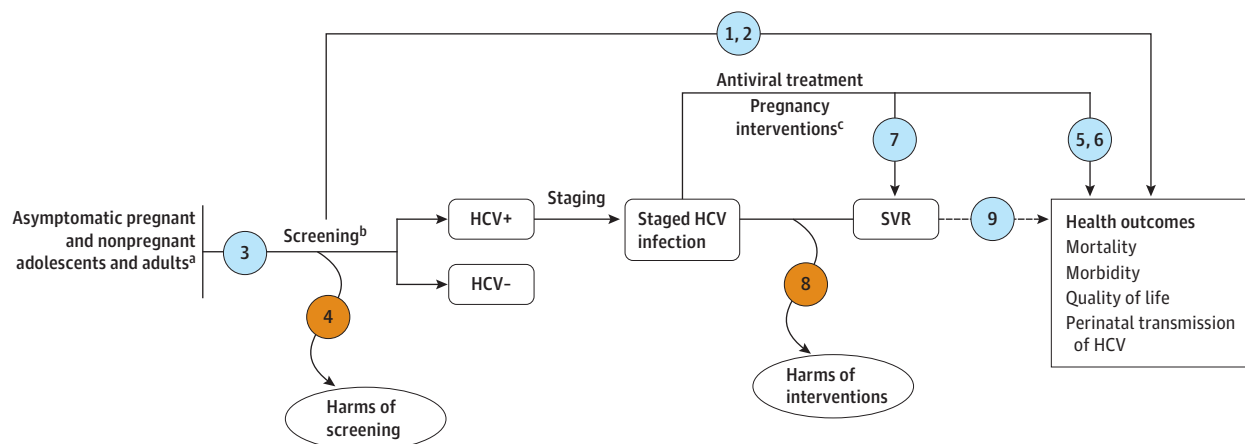 1, 2
Antiviral treatment
Pregnancy
interventionsᶜ
7
5, 6
Asymptomatic pregnant
and nonpregnant
adolescents and adultsᵃ
3
Screeningᵇ
HCV+
HCV–
Staging
Staged HCV
infection
SVR
9
Health outcomes
Mortality
Morbidity
Quality of life
Perinatal transmission
of HCV
4
Harms of
screening
8
Harms of
interventions